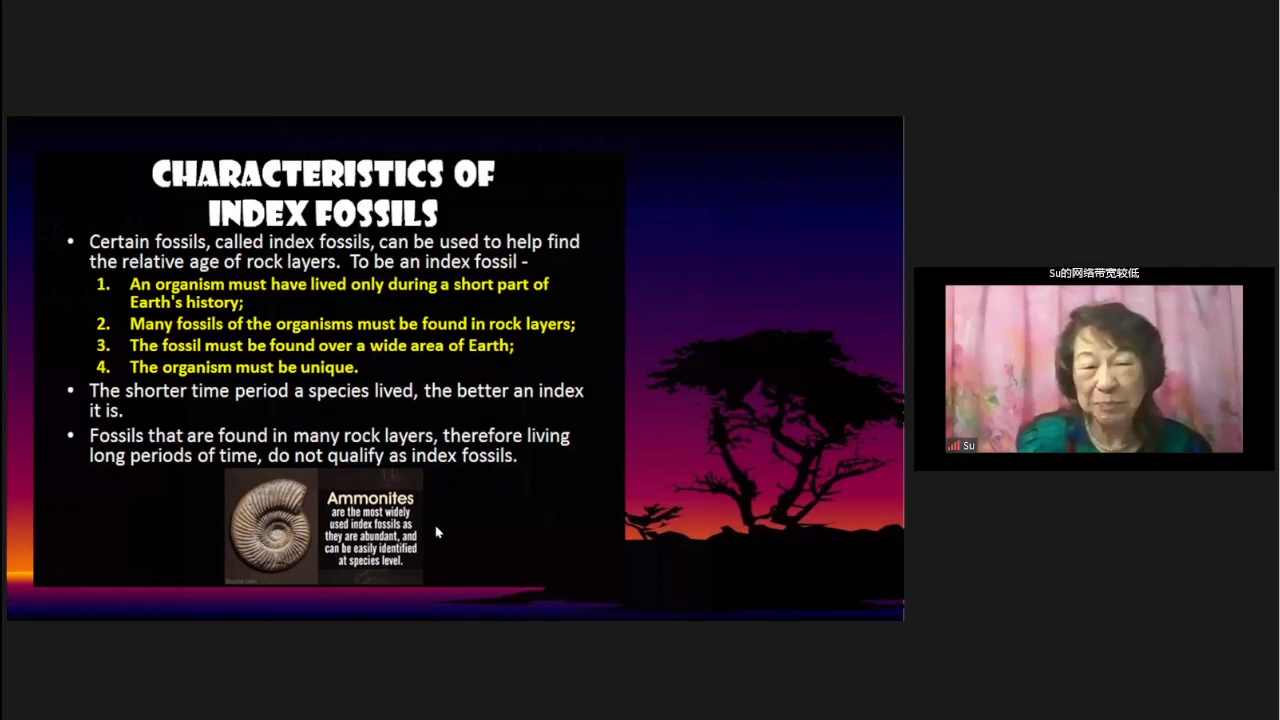 CHARACTERISTICS OF
INDEX FOSSILS
• Certain fossils, called index fossils, can be used to help find
the relative age of rock layers. To be an index fossil -
1. An organism must have lived only during a short part of
Earth's history;
2. Many fossils of the organisms must be found in rock layers;
3. The fossil must be found over a wide area of Earth;
4. The organism must be unique.
• The shorter time period a species lived, the better an index
it is.
• Fossils that are found in many rock layers, therefore living
long periods of time, do not qualify as index fossils.
Ammonites
are the most widely
used index fossils as
they are abundant, and
can be easily identified
at species level.
Su的网络带宽较低
Su